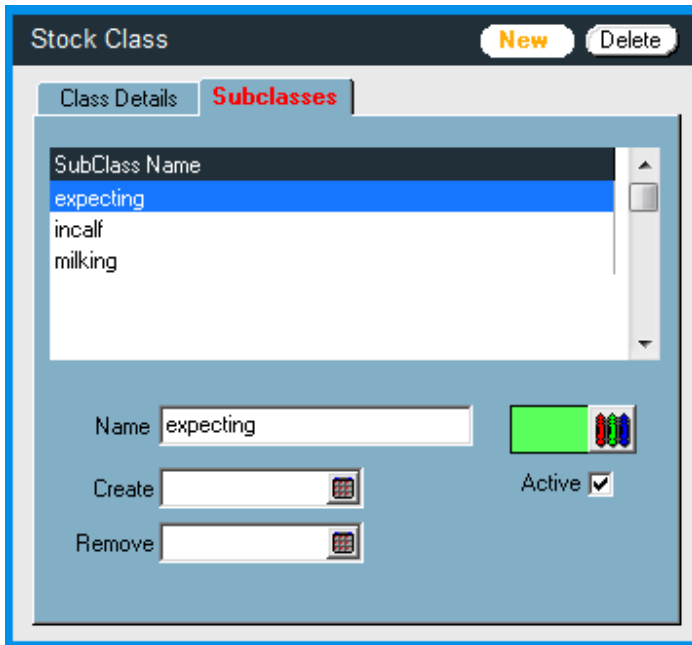 Stock Class New Delete
Class Details Subclasses
SubClass Name
expecting
incalf
milking
Name expecting
Create Active
Remove